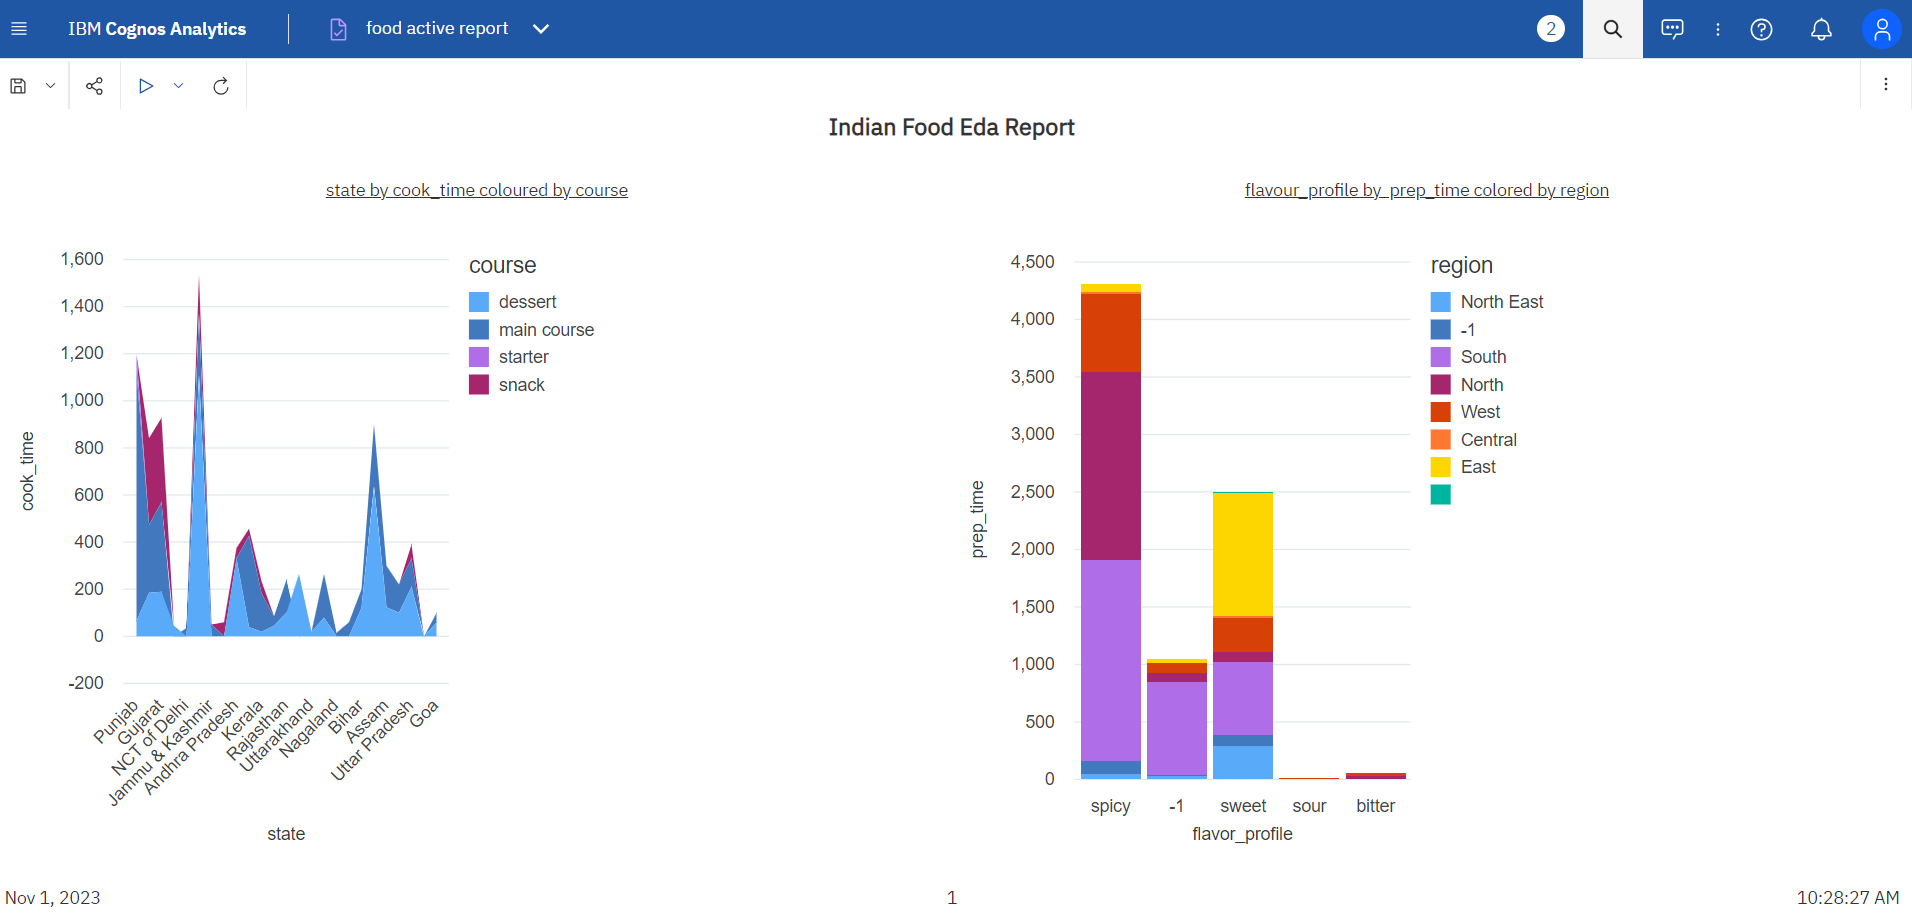 IBM Cognos Analytics
food active report
2
Indian Food Eda Report
state by cook_time coloured by course
1,600
1,400
1,200
1,000
800
600
400
200
0
-200
cook_time
Punjab
Gujarat
NCT of Delhi
Jammu & Kashmir
Andhra Pradesh
Kerala
Rajasthan
Uttarakhand
Nagaland
Bihar
Assam
Uttar Pradesh
Goa
state
course
dessert
main course
starter
snack
flavour_profile by prep_time colored by region
4,500
4,000
3,500
3,000
2,500
2,000
1,500
1,000
500
0
prep_time
spicy
-1
sweet
sour
bitter
flavor_profile
region
North East
-1
South
North
West
Central
East
Nov 1, 2023
1
10:28:27 AM